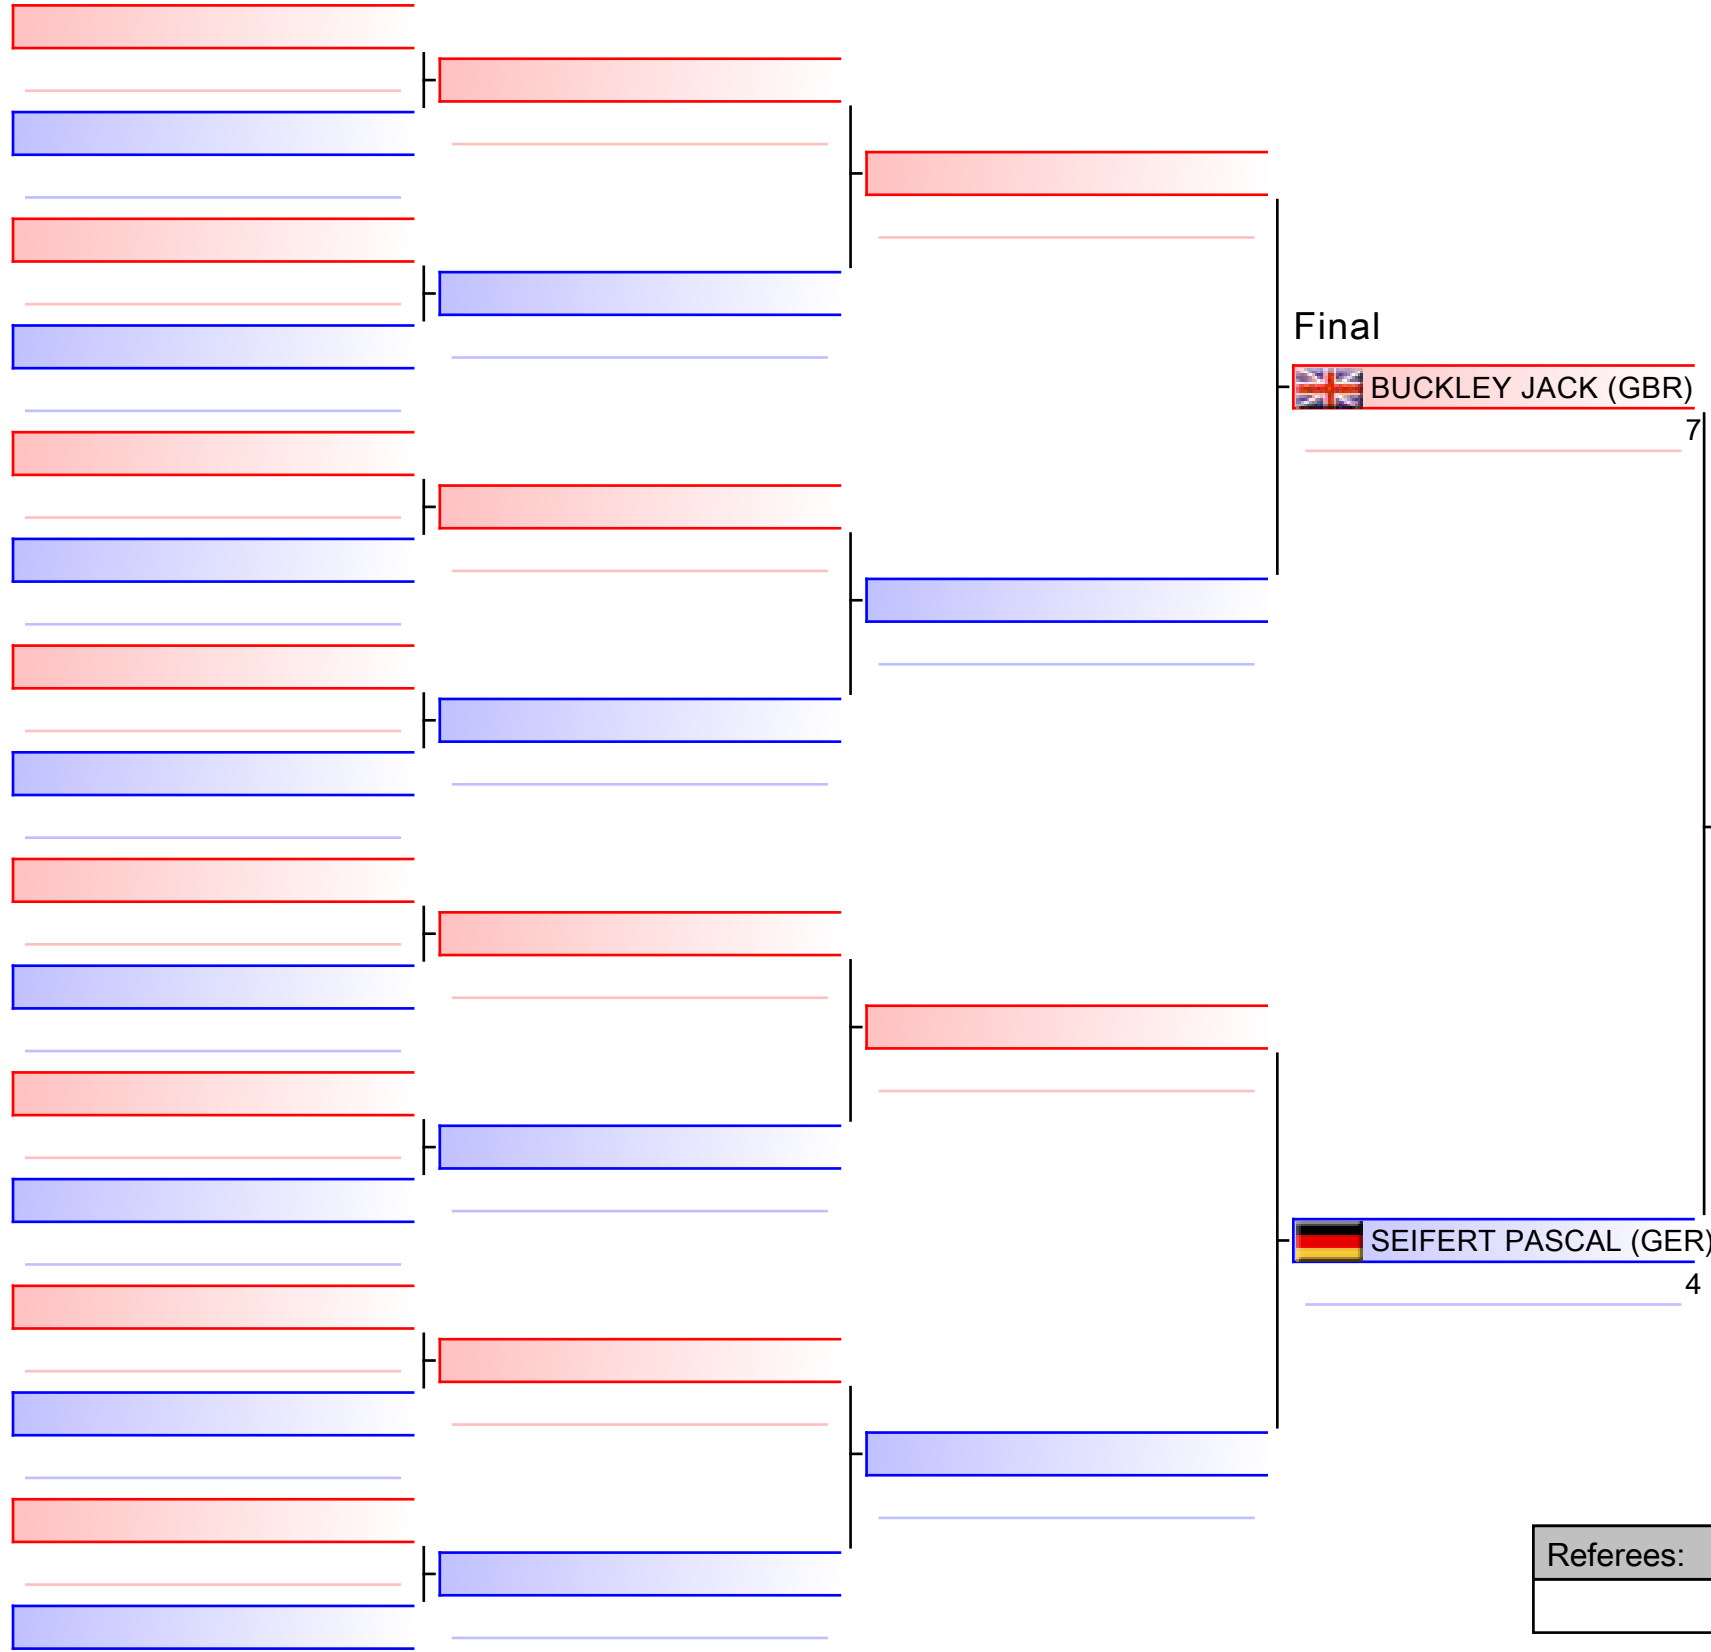 Final
BUCKLEY JACK (GBR)
7
SEIFERT PASCAL (GER)
4
Referees: